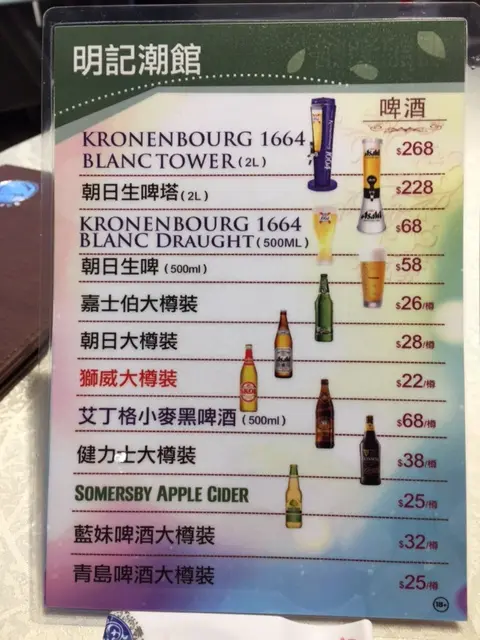 明記潮館
啤酒
KRONENBOURG 1664
BLANC TOWER (2L) $268
朝日生啤塔(2L) $228
KRONENBOURG 1664
BLANC DRAUGHT(500ML) $68
朝日生啤 (500ml) $58
嘉士伯大樽裝 $26/樽
朝日大樽裝 $28/樽
獅威大樽裝 $22/樽
艾丁格小麥黑啤酒 (500ml) $68/樽
健力士大樽裝 $38/樽
SOMERSBY APPLE CIDER $25/樽
藍妹啤酒大樽裝 $32/樽
青島啤酒大樽裝 $25/樽
18+